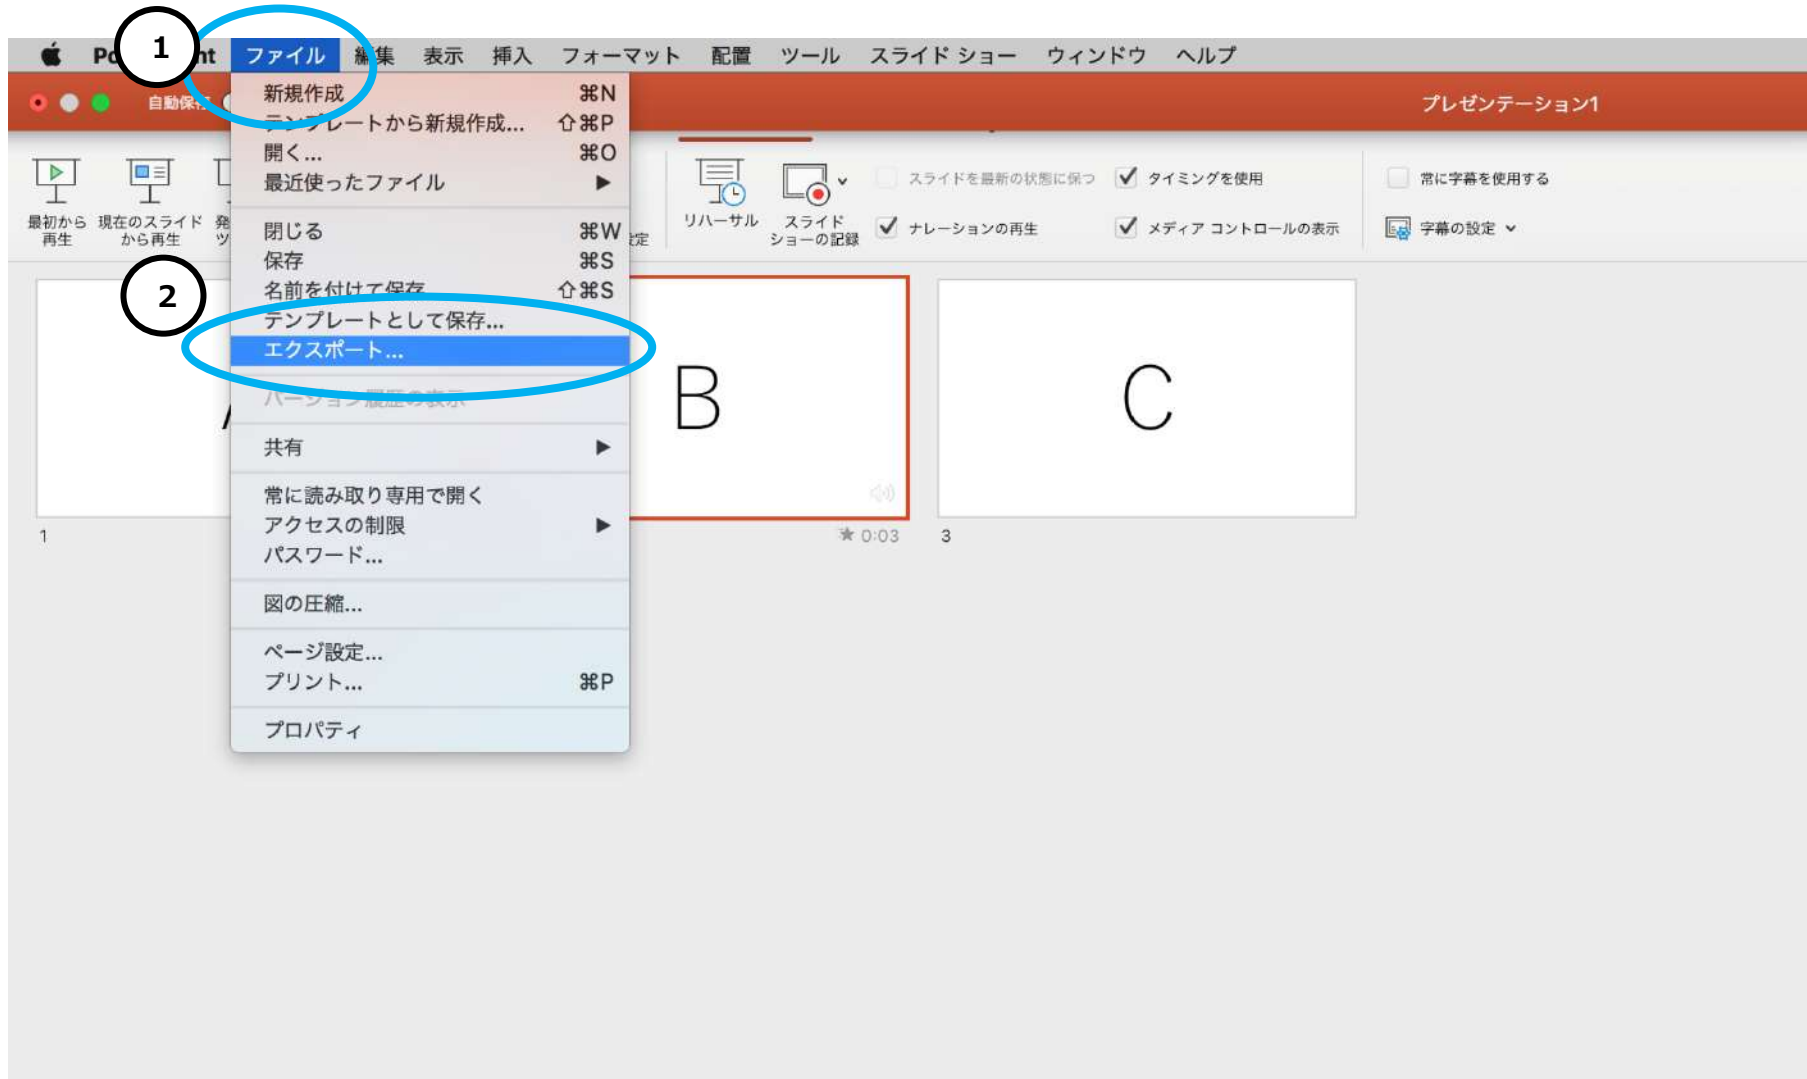 1
ファイル 編集 表示 挿入 フォーマット 配置 ツール スライド ショー ウィンドウ ヘルプ
プレゼンテーション1
新規作成 ⌘N
テンプレートから新規作成... ⇧⌘P
開く... ⌘O
最近使ったファイル ▶
閉じる ⌘W
保存 ⌘S
名前を付けて保存 ⇧⌘S
テンプレートとして保存...
エクスポート...
バージョン履歴の表示
共有 ▶
常に読み取り専用で開く
アクセスの制限 ▶
パスワード...
図の圧縮...
ページ設定...
プリント... ⌘P
プロパティ
2
最初から
再生
現在のスライド
から再生
リハーサル
スライド
ショーの記録
スライドを最新の状態に保つ
タイミングを使用
常に字幕を使用する
ナレーションの再生
メディア コントロールの表示
字幕の設定
B
C
1
0:03
3